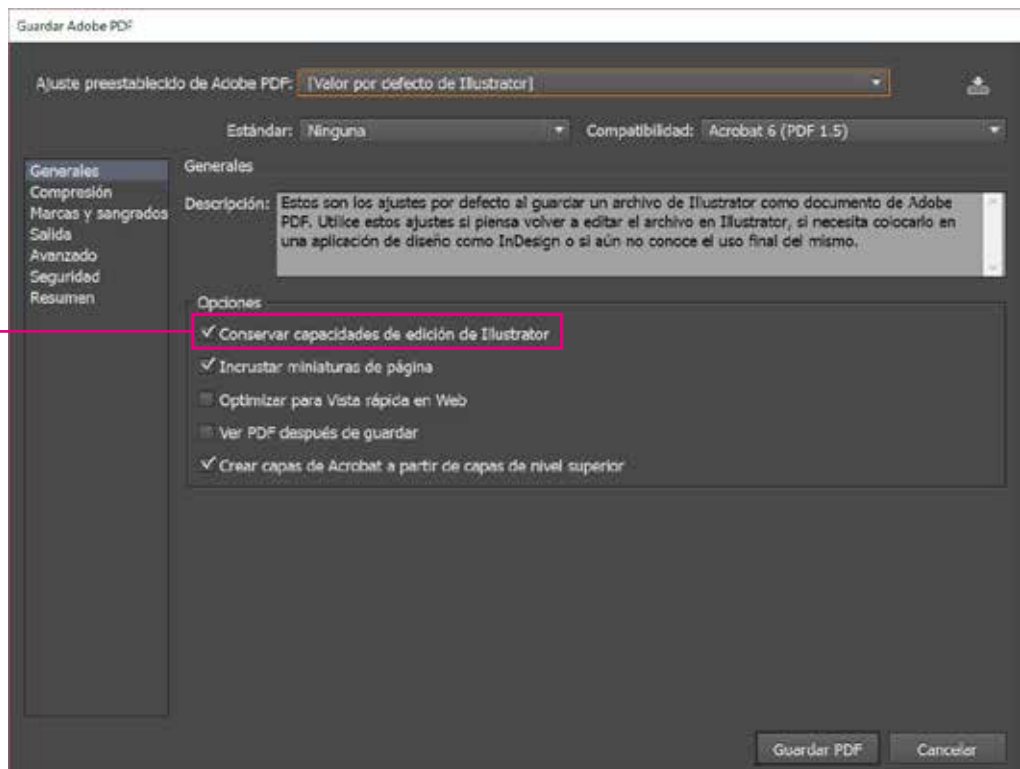 Guardar Adobe PDF
Ajuste preestablecido de Adobe PDF: [Valor por defecto de Illustrator]
Estándar: Ninguna Compatibilidad: Acrobat 6 (PDF 1.5)
Generales
Compresión
Marcas y sangrados
Salida
Avanzado
Seguridad
Resumen
Generales
Descripción: Estos son los ajustes por defecto al guardar un archivo de Illustrator como documento de Adobe
PDF. Utilice estos ajustes si piensa volver a editar el archivo en Illustrator, si necesita colocarlo en
una aplicación de diseño como InDesign o si aún no conoce el uso final del mismo.
Opciones
Conservar capacidades de edición de Illustrator
Incrustar miniaturas de página
Optimizar para Vista rápida en Web
Ver PDF después de guardar
Crear capas de Acrobat a partir de capas de nivel superior
Guardar PDF Cancelar